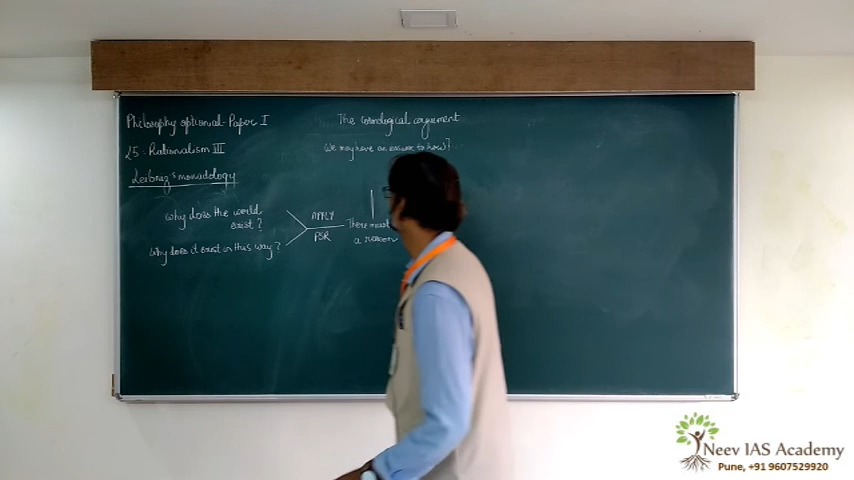 Philosophy optional-Paper I
L5: Rationalism III
Leibniz's monadology
Why does the world
exist?
Why does it exist in this way?
APPLY
PSR
The cosmological argument
We may have an answer to how?
There must
a reason
Neev IAS Academy
Pune, +91 9607529920